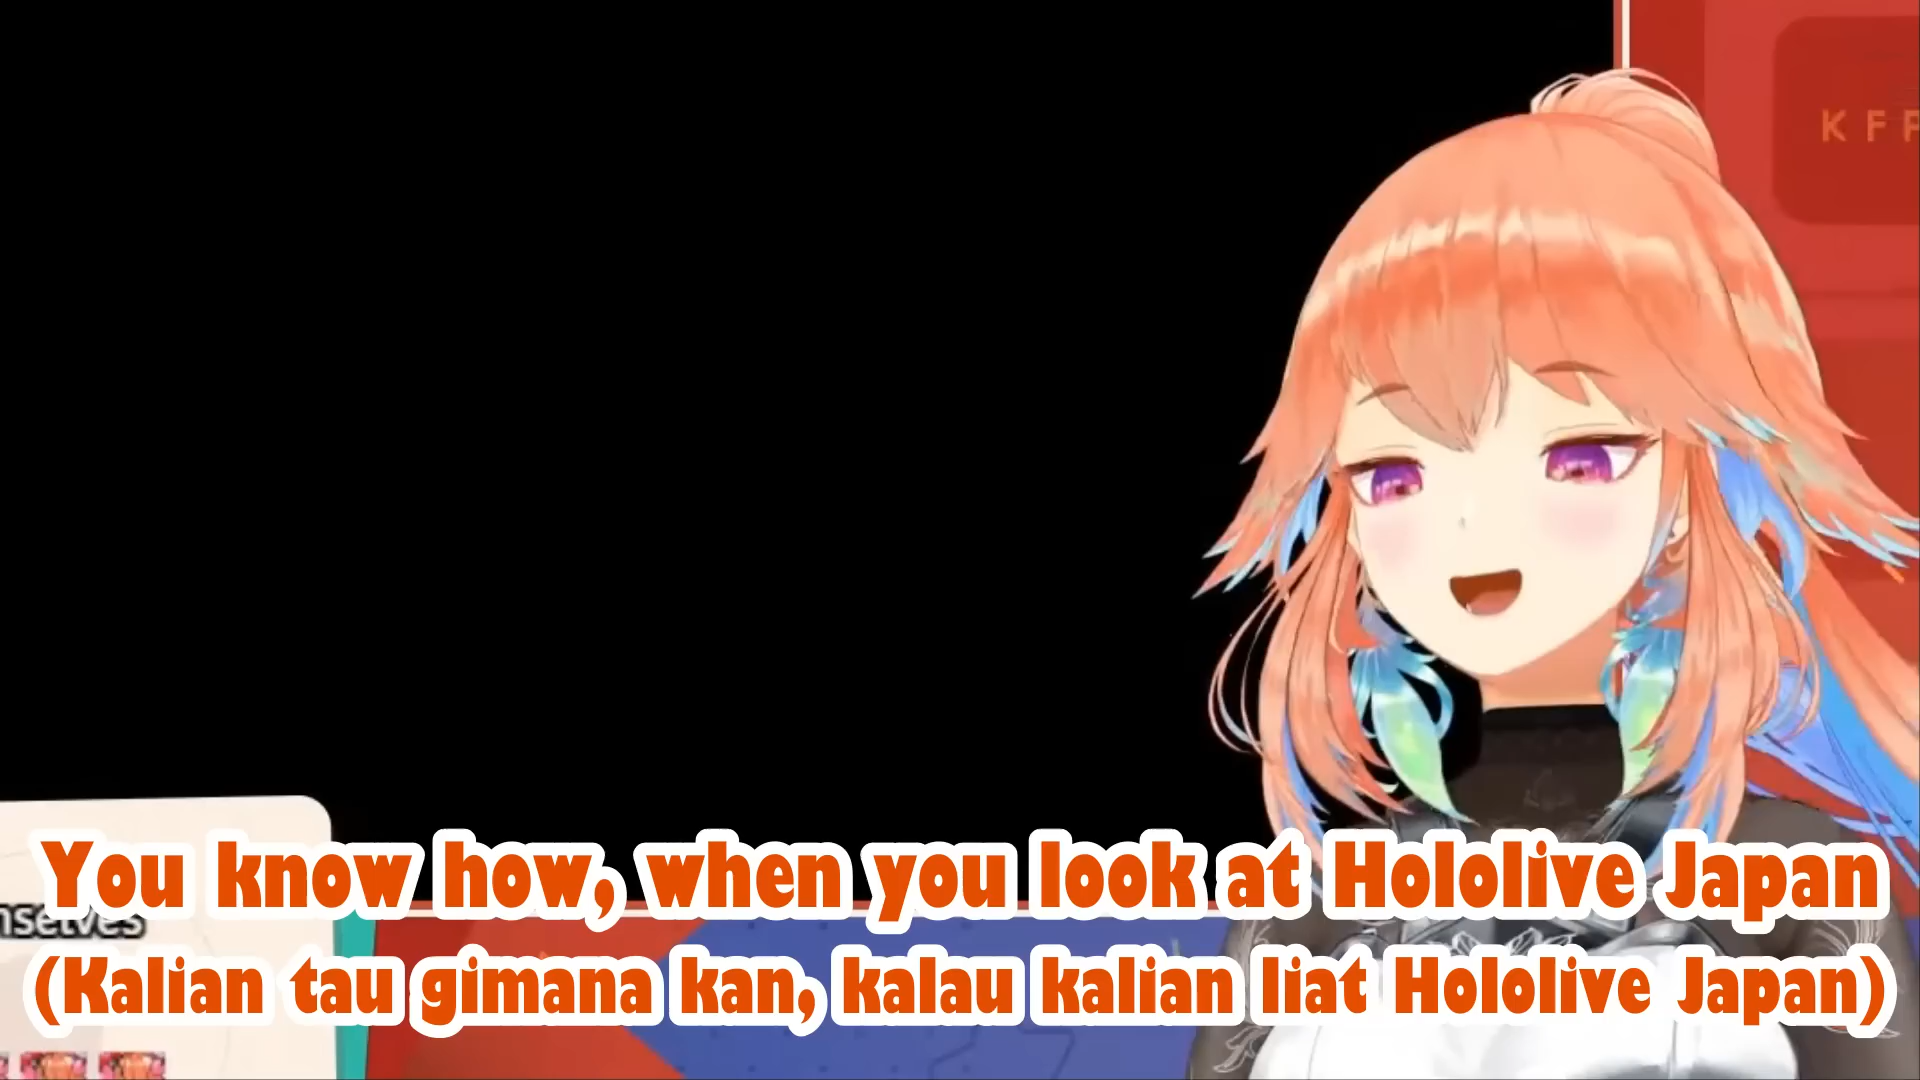 KFP
You know how, when you look at Hololive Japan
nselves
(Kalian tau gimana kan, kalau kalian liat Hololive Japan)